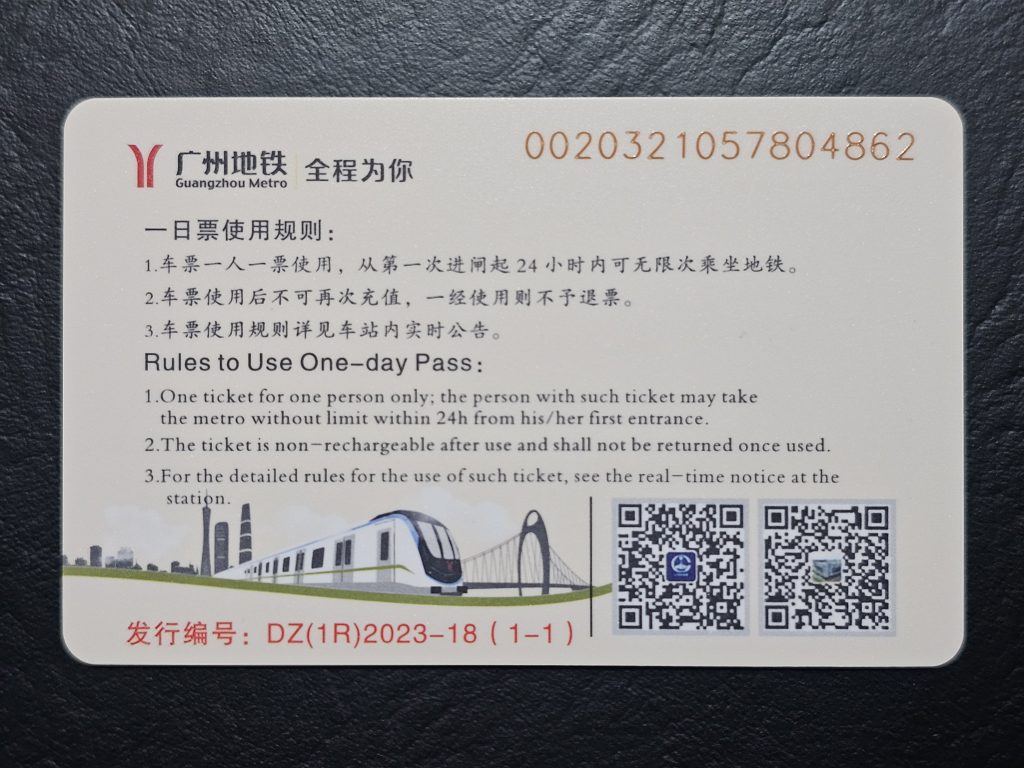 广州地铁 全程为你
Guangzhou Metro
0020321057804862
一日票使用规则：
1.车票一人一票使用，从第一次进闸起 24 小时内可无限次乘坐地铁。
2.车票使用后不可再次充值，一经使用则不予退票。
3.车票使用规则详见车站内实时公告。
Rules to Use One-day Pass:
1.One ticket for one person only; the person with such ticket may take
the metro without limit within 24h from his/her first entrance.
2.The ticket is non-rechargeable after use and shall not be returned once used.
3.For the detailed rules for the use of such ticket, see the real-time notice at the
station.
发行编号：DZ(1R)2023-18（1-1）